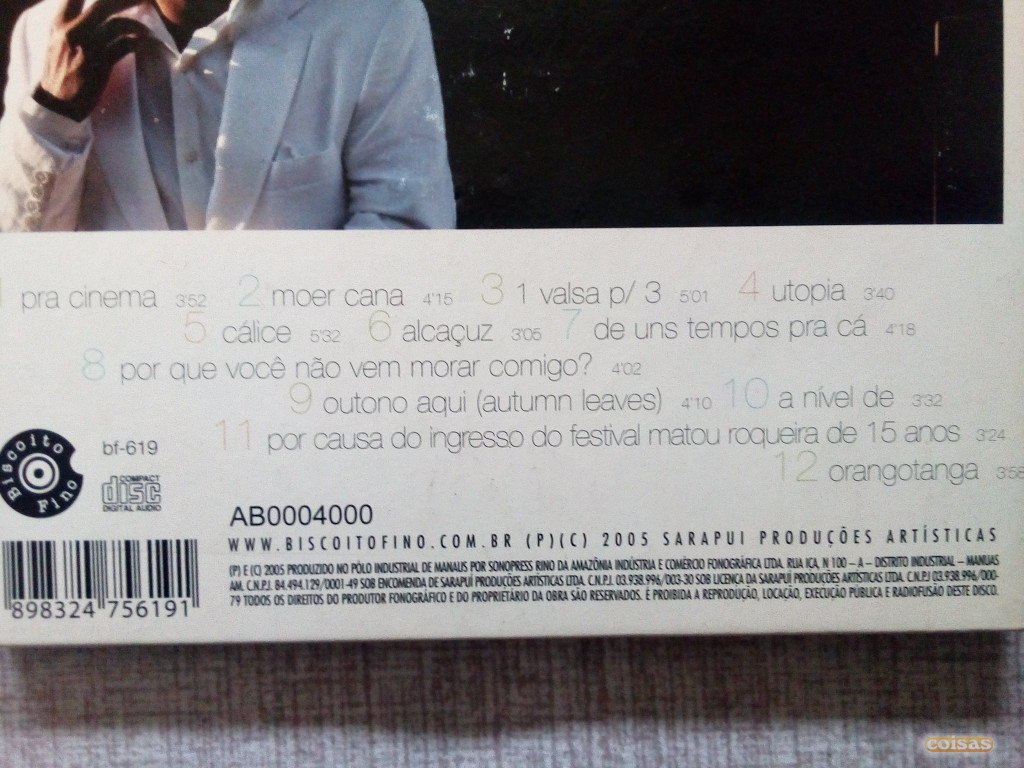 1 pra cinema 3'52 2 moer cana 4'15 3 1 valsa p/ 3 5'01 4 utopia 3'40
5 cálice 5'32 6 alcaçuz 3'05 7 de uns tempos pra cá 4'18
8 por que você não vem morar comigo? 4'02
9 outono aqui (autumn leaves) 4'10 10 a nível de 3'32
11 por causa do ingresso do festival matou roqueira de 15 anos 3'24
12 orangotanga 3'58
Biscoito Fino
bf-619
COMPACT disc DIGITAL AUDIO
AB0004000
WWW.BISCOITOFINO.COM.BR (P)(C) 2005 SARAPUI PRODUÇÕES ARTÍSTICAS
(P) E (C) 2005 PRODUZIDO NO PÓLO INDUSTRIAL DE MANAUS POR SONOPRESS RINO DA AMAZÔNIA INDÚSTRIA E COMÉRCIO FONOGRÁFICA LTDA. RUA IÇA, N 100 – A – DISTRITO INDUSTRIAL – MANUAS
AM. C.N.P.J. 84.494.129/0001-49 SOB ENCOMENDA DE SARAPUÍ PRODUÇÕES ARTÍSTICAS LTDA. C.N.P.J 03.938.996/003-30 SOB LICENCA DA SARAPUÍ PRODUÇÕES ARTÍSTICAS LTDA. C.N.P.J 03.938.996/000-
79 TODOS OS DIREITOS DO PRODUTOR FONOGRÁFICO E DO PROPRIETÁRIO DA OBRA SÃO RESERVADOS. É PROIBIDA A REPRODUÇÃO, LOCAÇÃO, EXECUÇÃO PÚBLICA E RADIOFUSÃO DESTE DISCO.
898324 756191
coisas